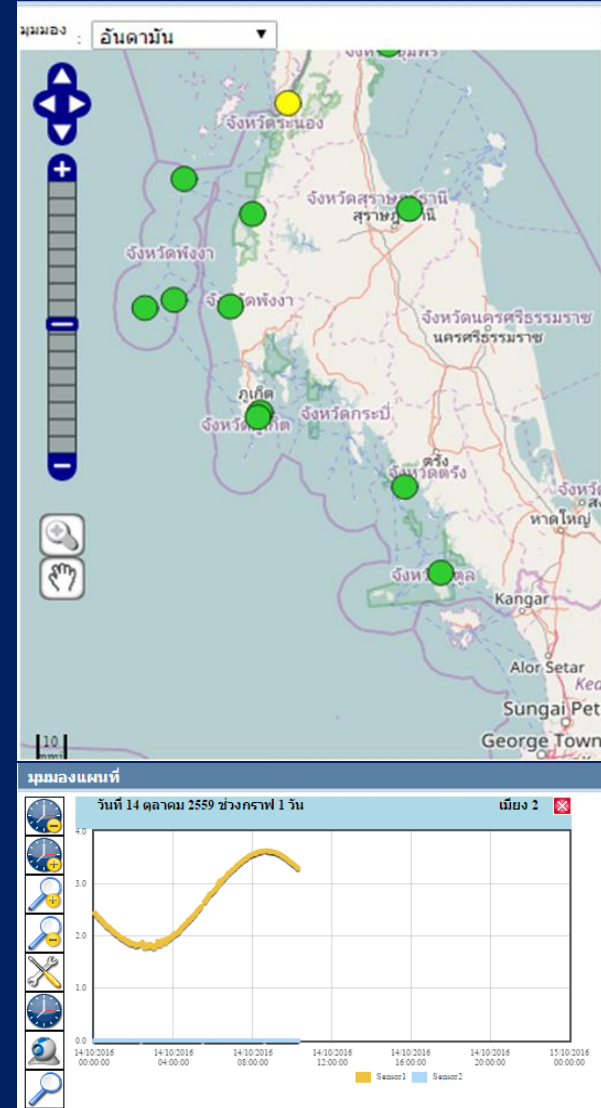 มุมมอง : อันดามัน
จังหวัดระนอง
จังหวัดสุราษฎร์ธานี
สุราษฎร์ธานี
จังหวัดพังงา
จังหวัดพังงา
จังหวัดนครศรีธรรมราช
นครศรีธรรมราช
ภูเก็ต
จังหวัดภูเก็ต
จังหวัดกระบี่
ตรัง
จังหวัดตรัง
หาดใหญ่
จังหวัดสตูล
Kangar
Alor Setar
Sungai Pet
George Town
10
มุมมองแผนที่
วันที่ 14 ตุลาคม 2559 ช่วงกราฟ 1 วัน เมียง 2
4.0
3.0
2.0
1.0
0.0
14/10/2016 14/10/2016 14/10/2016 14/10/2016 14/10/2016 14/10/2016 15/10/2016
00:00:00 04:00:00 08:00:00 12:00:00 16:00:00 20:00:00 00:00:00
Sensor1 Sensor2